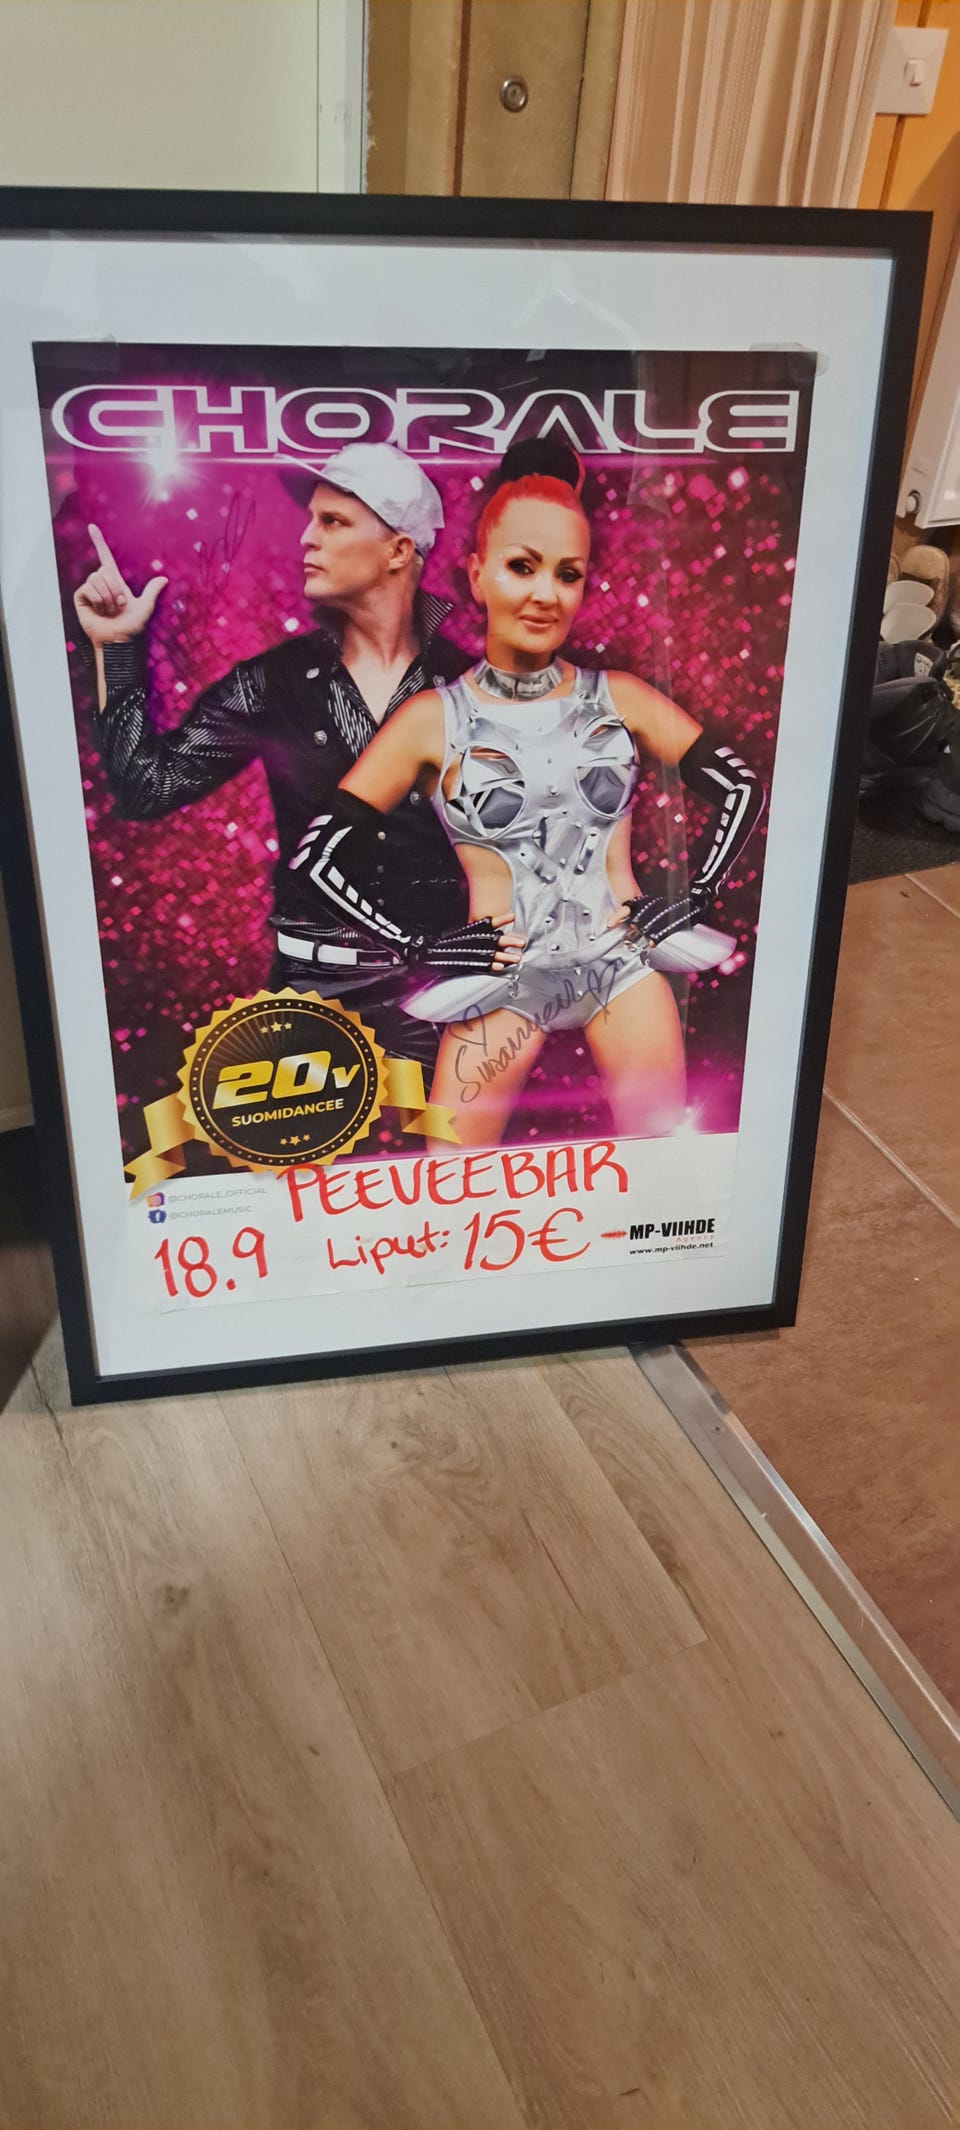 CHORALE
20v
SUOMIDANCEE
@CHORALE_OFFICIAL
@CHORALEMUSIC
PEEVEEBAR
18.9 Liput: 15€
MP-VIIHDE
Agency
www.mp-viihde.net